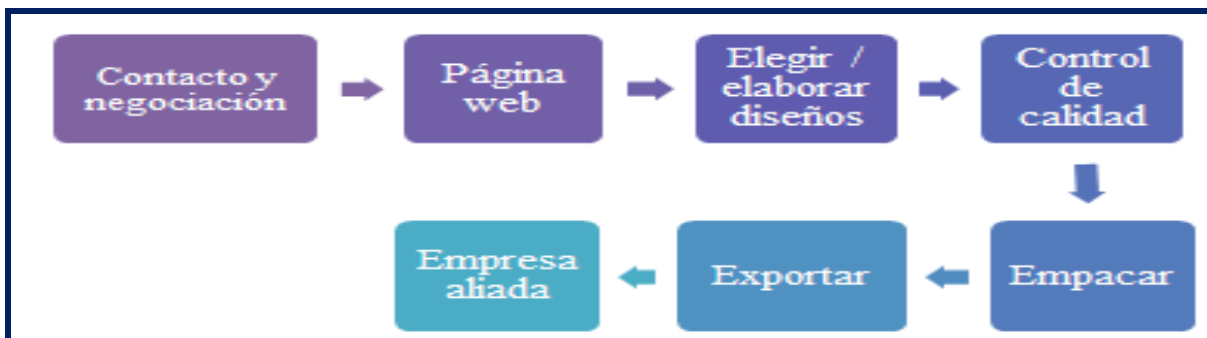 Contacto y
negociación
Página
web
Elegir /
elaborar
diseños
Control
de
calidad
Empacar
Exportar
Empresa
aliada